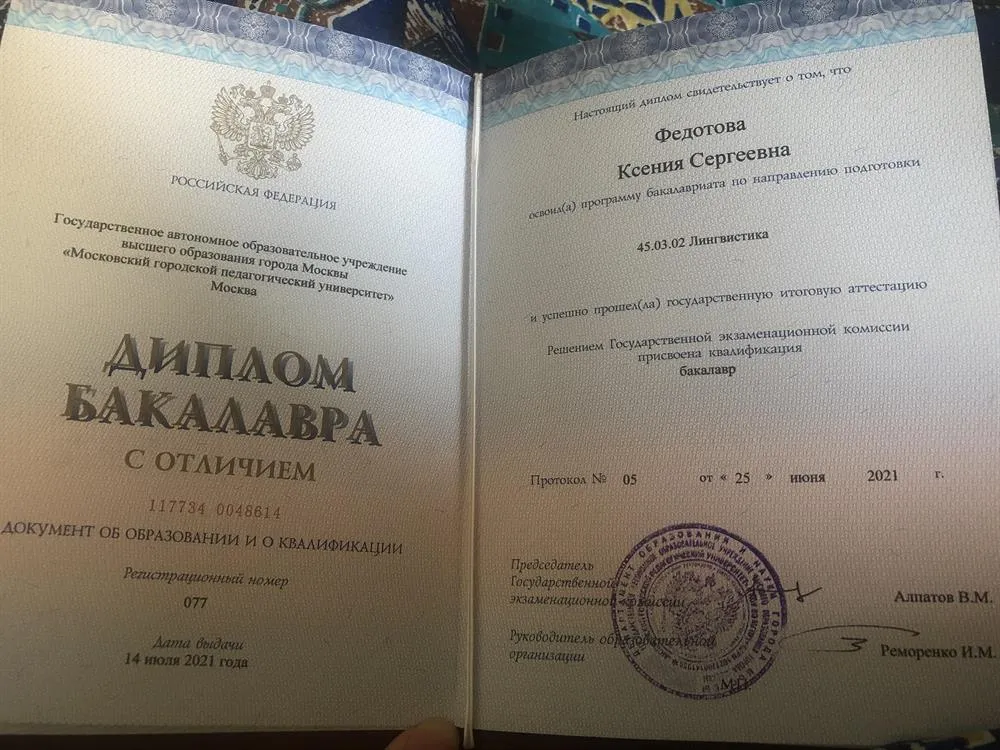 РОССИЙСКАЯ ФЕДЕРАЦИЯ
Государственное автономное образовательное учреждение
высшего образования города Москвы
«Московский городской педагогический университет»
Москва
ДИПЛОМ
БАКАЛАВРА
С ОТЛИЧИЕМ
117734 0048614
ДОКУМЕНТ ОБ ОБРАЗОВАНИИ И О КВАЛИФИКАЦИИ
Регистрационный номер
077
Дата выдачи
14 июля 2021 года
Настоящий диплом свидетельствует о том, что
Федотова
Ксения Сергеевна
освоил(а) программу бакалавриата по направлению подготовки
45.03.02 Лингвистика
и успешно прошел(ла) государственную итоговую аттестацию
Решением Государственной экзаменационной комиссии
присвоена квалификация
бакалавр
Протокол № 05 от « 25 » июня 2021 г.
Председатель
Государственной
экзаменационной комиссии
Алпатов В.М.
Руководитель образовательной
организации
Реморенко И.М.
М.П.